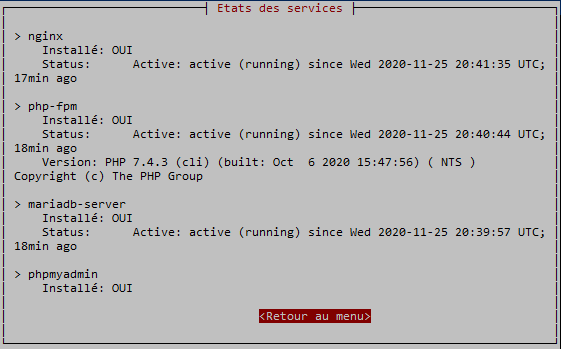 Etats des services
> nginx
Installé: OUI
Status: Active: active (running) since Wed 2020-11-25 20:41:35 UTC;
17min ago
> php-fpm
Installé: OUI
Status: Active: active (running) since Wed 2020-11-25 20:40:44 UTC;
18min ago
Version: PHP 7.4.3 (cli) (built: Oct 6 2020 15:47:56) ( NTS )
Copyright (c) The PHP Group
> mariadb-server
Installé: OUI
Status: Active: active (running) since Wed 2020-11-25 20:39:57 UTC;
18min ago
> phpmyadmin
Installé: OUI
<Retour au menu>